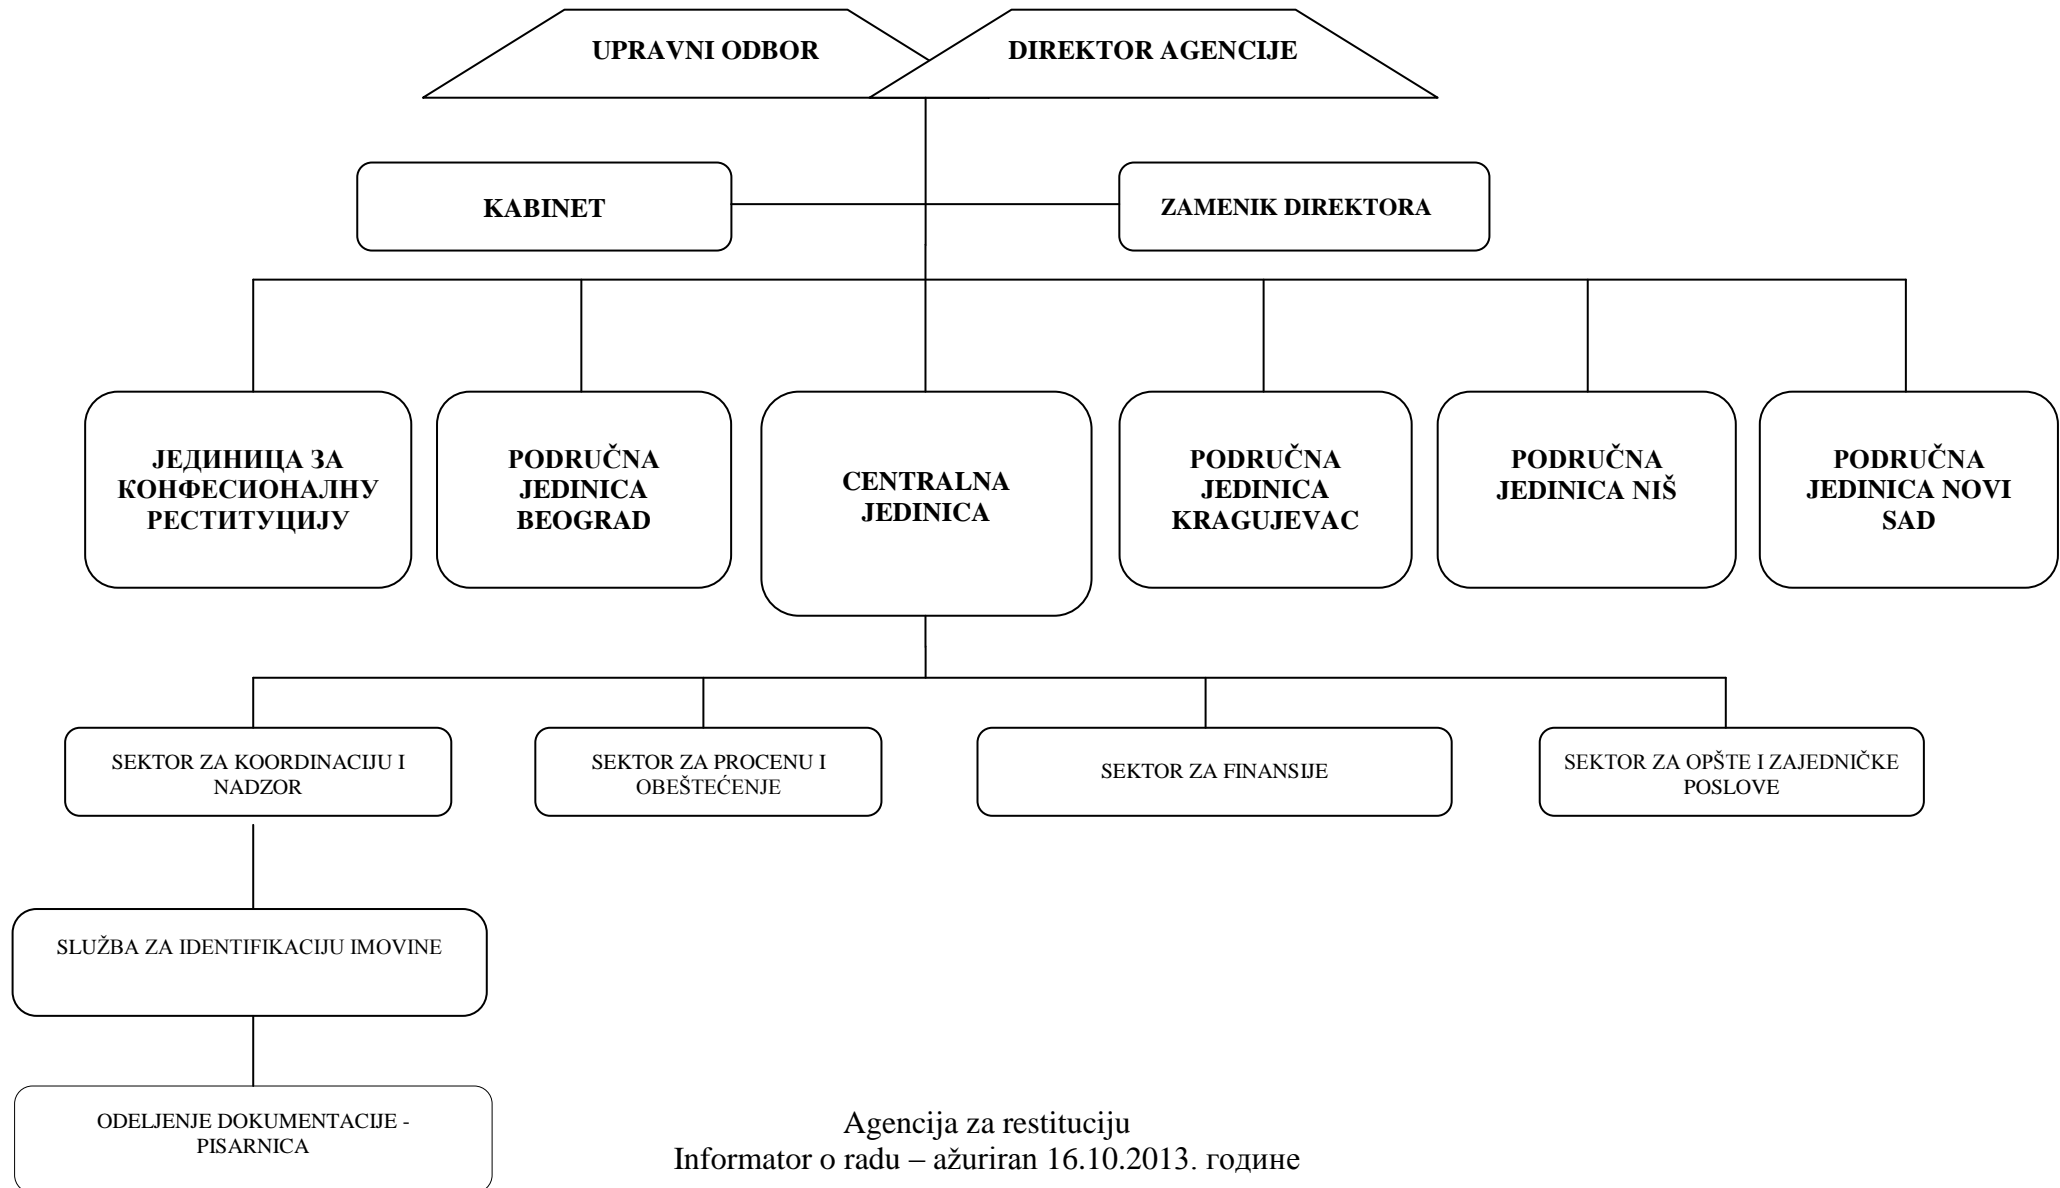 UPRAVNI ODBOR
DIREKTOR AGENCIJE
KABINET
ZAMENIK DIREKTORA
ЈЕДИНИЦА ЗА
КОНФЕСИОНАЛНУ
РЕСТИТУЦИЈУ
PODRUČNA
JEDINICA
BEOGRAD
CENTRALNA
JEDINICA
PODRUČNA
JEDINICA
KRAGUJEVAC
PODRUČNA
JEDINICA NIŠ
PODRUČNA
JEDINICA NOVI
SAD
SEKTOR ZA KOORDINACIJU I
NADZOR
SEKTOR ZA PROCENU I
OBEŠTEĆENJE
SEKTOR ZA FINANSIJE
SEKTOR ZA OPŠTE I ZAJEDNIČKE
POSLOVE
SLUŽBA ZA IDENTIFIKACIJU IMOVINE
ODELJENJE DOKUMENTACIJE -
PISARNICA
Agencija za restituciju
Informator o radu – ažuriran 16.10.2013. године